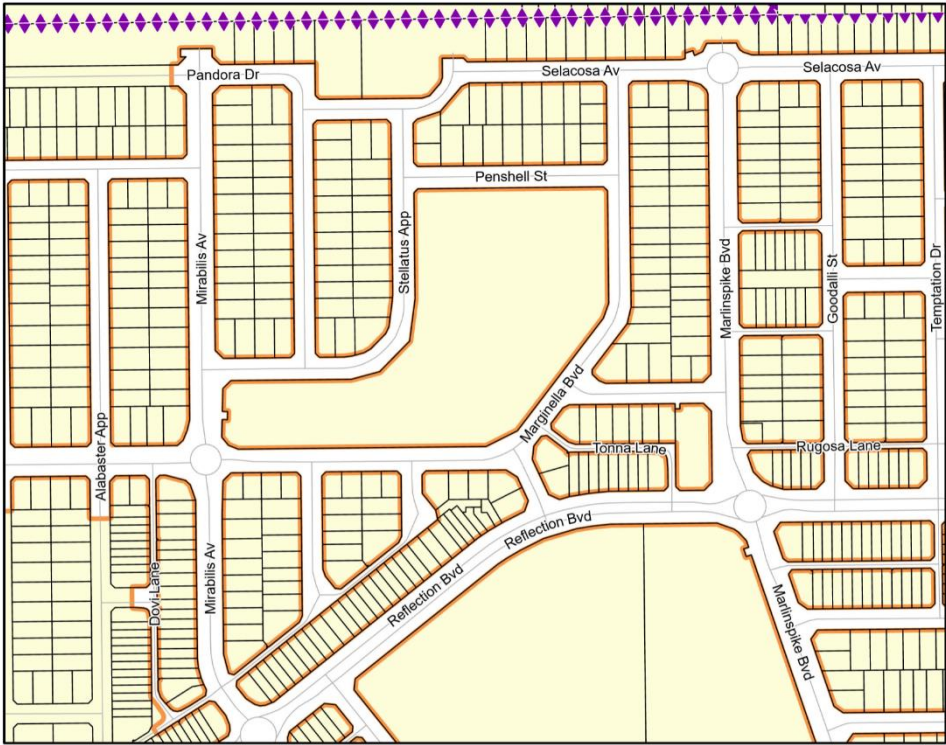 Pandora Dr
Selacosa Av
Selacosa Av
Penshell St
Mirabilis Av
Stellatus App
Marlinspike Bvd
Goodalli St
Temptation Dr
Marginella Bvd
Alabaster App
Tonna Lane
Rugosa Lane
Reflection Bvd
Dovi Lane
Mirabilis Av
Reflection Bvd
Marlinspike Bvd